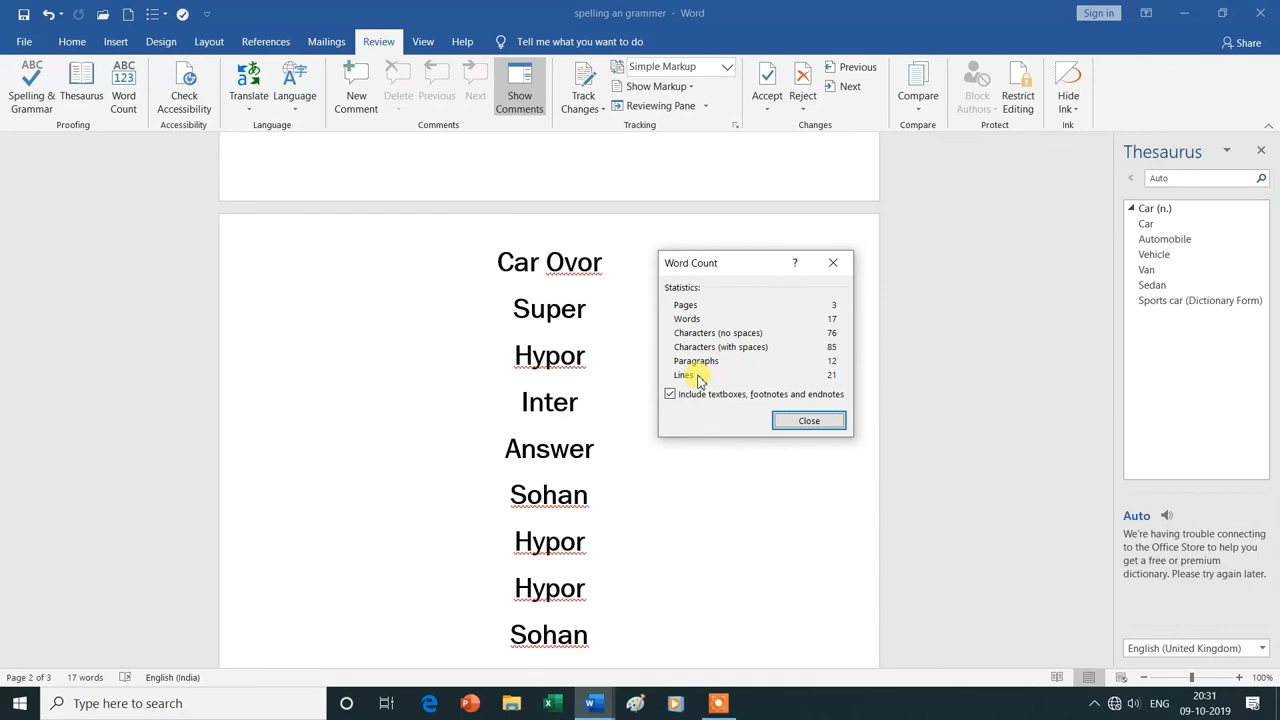 spelling an grammer - Word
Sign in
File Home Insert Design Layout References Mailings Review View Help Tell me what you want to do Share
ABC Spelling & Grammar
Thesaurus
ABC 123 Word Count
Proofing
Check Accessibility
Accessibility
Translate
Language
Language
New Comment
Delete
Previous
Next
Show Comments
Comments
Track Changes
Simple Markup
Show Markup
Reviewing Pane
Tracking
Accept
Reject
Previous
Next
Changes
Compare
Compare
Block Authors
Restrict Editing
Protect
Hide Ink
Ink
Car Ovor
Super
Hypor
Inter
Answer
Sohan
Hypor
Hypor
Sohan
Word Count ?
Statistics:
Pages 3
Words 17
Characters (no spaces) 76
Characters (with spaces) 85
Paragraphs 12
Lines 21
Include textboxes, footnotes and endnotes
Close
Thesaurus
Auto
Car (n.)
Car
Automobile
Vehicle
Van
Sedan
Sports car (Dictionary Form)
Auto
We're having trouble connecting
to the Office Store to help you
get a free or premium
dictionary. Please try again later.
English (United Kingdom)
Page 2 of 3 17 words English (India) 100%
Type here to search
ENG
20:31
09-10-2019